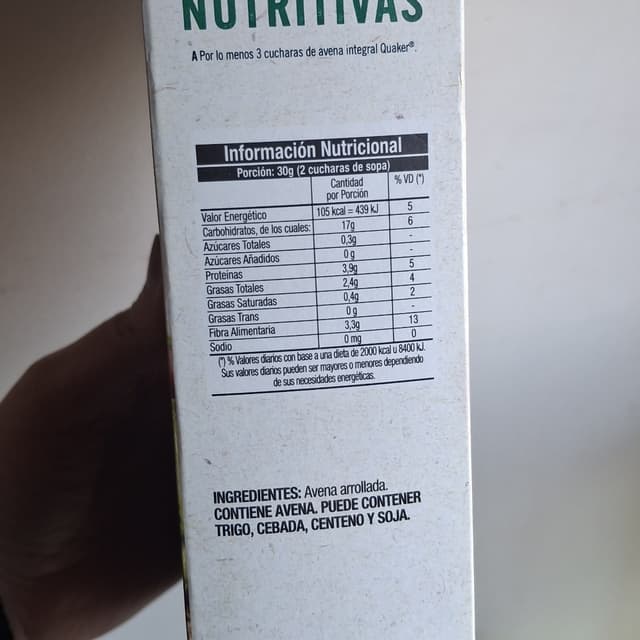 NUTRITIVAS
A Por lo menos 3 cucharas de avena integral Quaker®.
Información Nutricional
Porción: 30g (2 cucharas de sopa)
Cantidad por Porción % VD (*)
Valor Energético 105 kcal = 439 kJ 5
Carbohidratos, de los cuales: 17g 6
Azúcares Totales 0,3g -
Azúcares Añadidos 0 g -
Proteínas 3,9g 5
Grasas Totales 2,4g 4
Grasas Saturadas 0,4g 2
Grasas Trans 0 g -
Fibra Alimentaria 3,3g 13
Sodio 0 mg 0
(*) % Valores diarios con base a una dieta de 2000 kcal u 8400 kJ.
Sus valores diarios pueden ser mayores o menores dependiendo
de sus necesidades energéticas.
INGREDIENTES: Avena arrollada.
CONTIENE AVENA. PUEDE CONTENER
TRIGO, CEBADA, CENTENO Y SOJA.